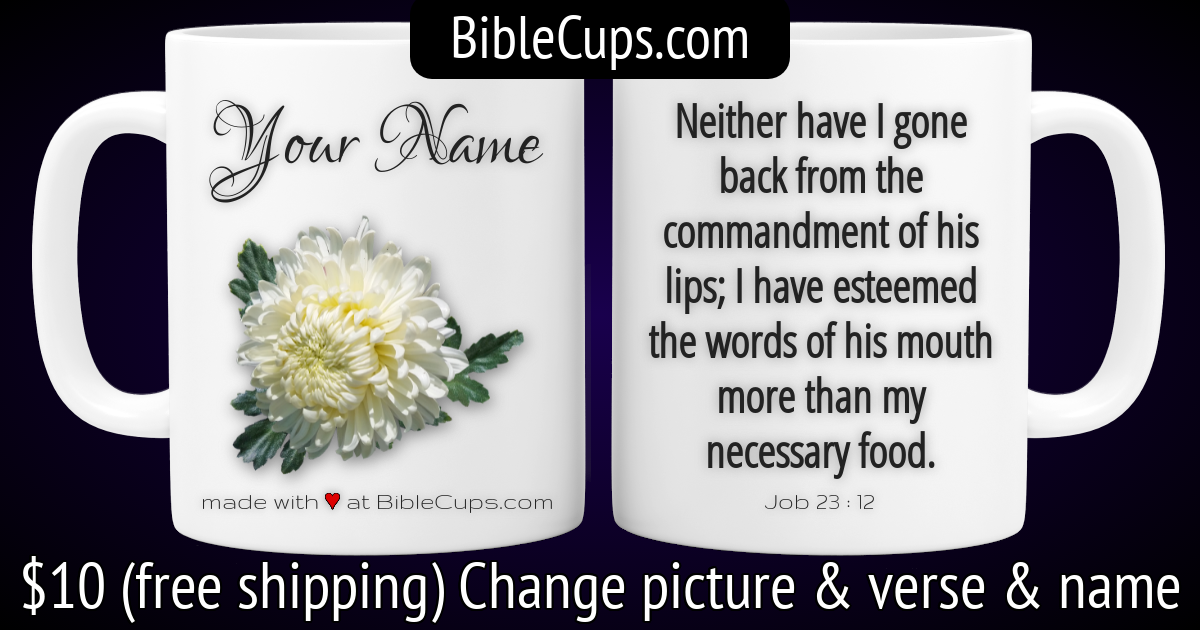 BibleCups.com
Your Name
made with ♥ at BibleCups.com
Neither have I gone
back from the
commandment of his
lips; I have esteemed
the words of his mouth
more than my
necessary food.
Job 23 : 12
$10 (free shipping) Change picture & verse & name